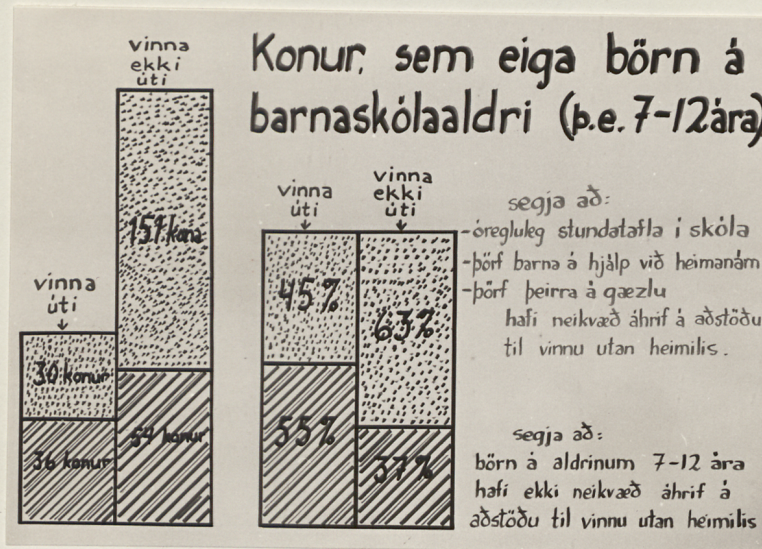 Konur, sem eiga börn á
barnaskólaaldri (þ.e. 7-12 ára)
vinna
ekki
úti
91 kona
54 konur
vinna
úti
30 konur
36 konur
vinna
úti
45%
55%
vinna
ekki
úti
63%
37%
segja að:
-óregluleg stundatafla í skóla
-þörf barna á hjálp við heimanám
-þörf þeirra á gæzlu
hafi neikvæð áhrif á aðstöðu
til vinnu utan heimilis.
segja að:
börn á aldrinum 7-12 ára
hafi ekki neikvæð áhrif á
aðstöðu til vinnu utan heimilis